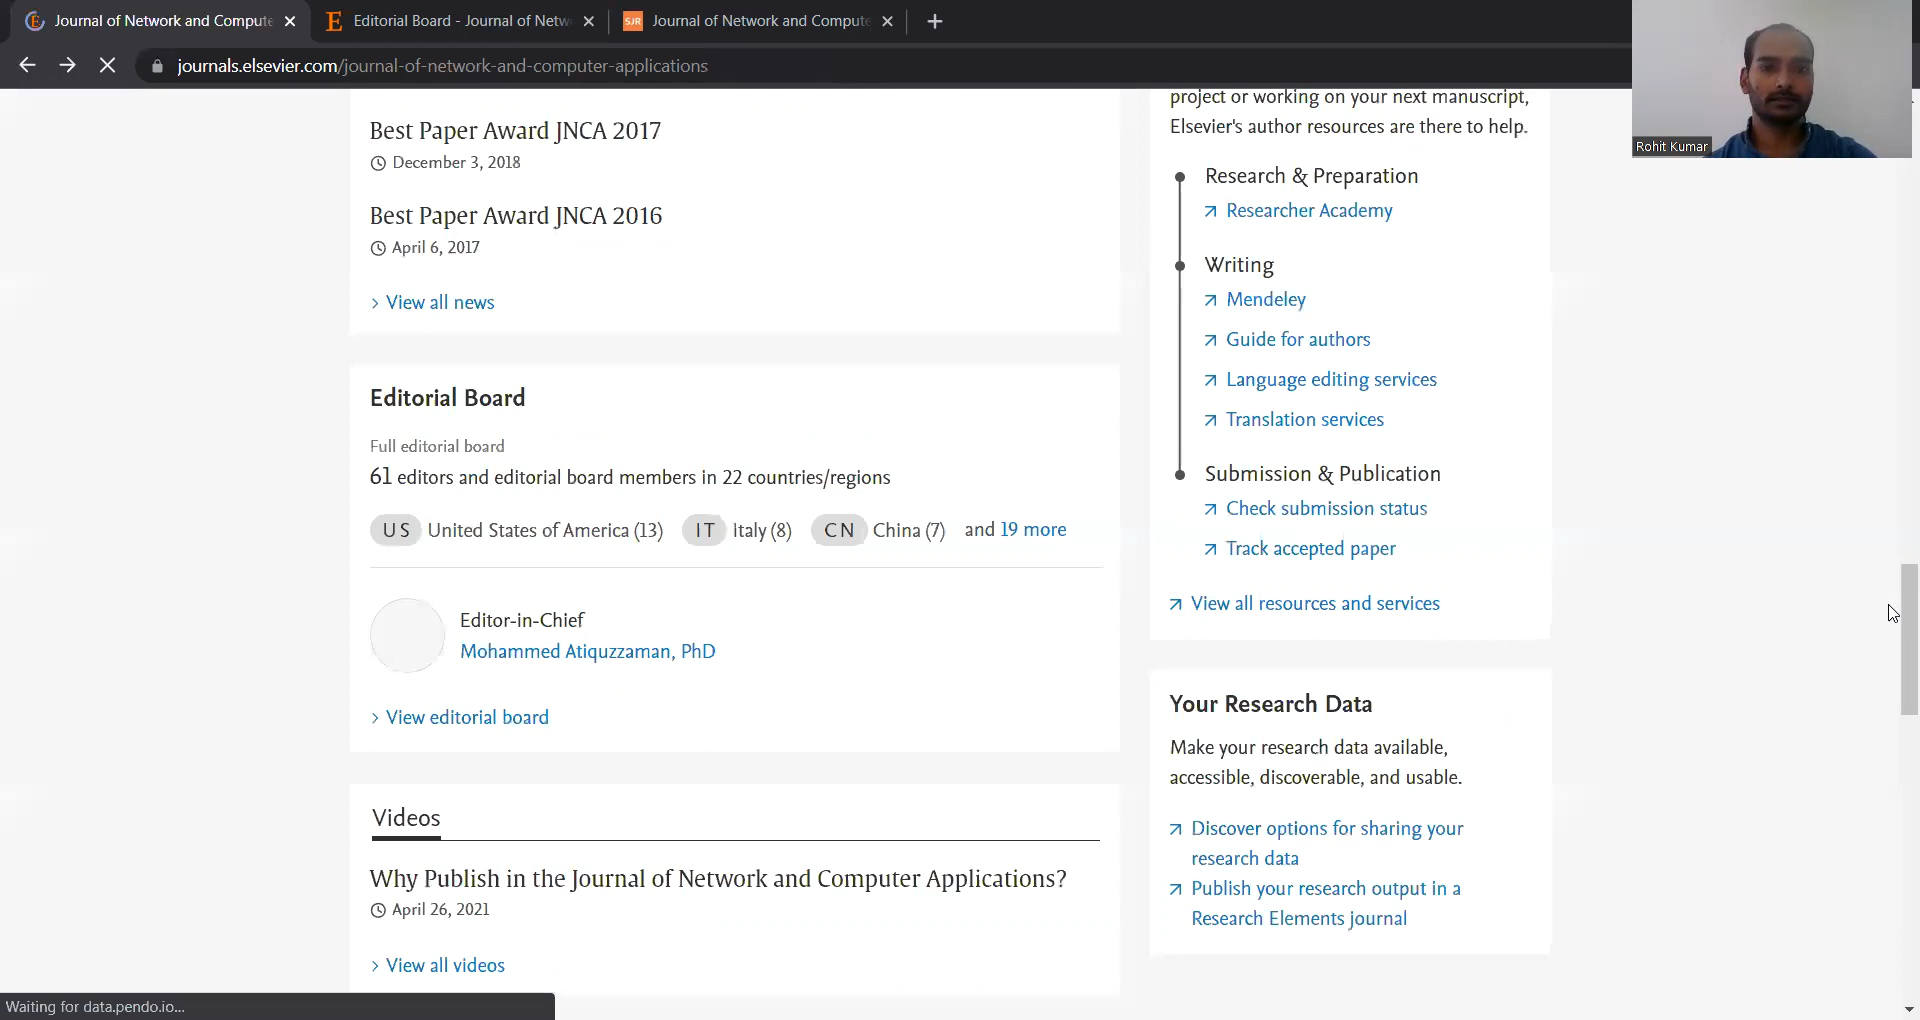 Journal of Network and Compute
Editorial Board - Journal of Netw
SJR
Journal of Network and Compute
journals.elsevier.com/journal-of-network-and-computer-applications
Rohit Kumar
Best Paper Award JNCA 2017
December 3, 2018
Best Paper Award JNCA 2016
April 6, 2017
View all news
Editorial Board
Full editorial board
61 editors and editorial board members in 22 countries/regions
US United States of America (13) IT Italy (8) CN China (7) and 19 more
Editor-in-Chief
Mohammed Atiquzzaman, PhD
View editorial board
Videos
Why Publish in the Journal of Network and Computer Applications?
April 26, 2021
View all videos
project or working on your next manuscript,
Elsevier's author resources are there to help.
Research & Preparation
Researcher Academy
Writing
Mendeley
Guide for authors
Language editing services
Translation services
Submission & Publication
Check submission status
Track accepted paper
View all resources and services
Your Research Data
Make your research data available,
accessible, discoverable, and usable.
Discover options for sharing your
research data
Publish your research output in a
Research Elements journal
Waiting for data.pendo.io...